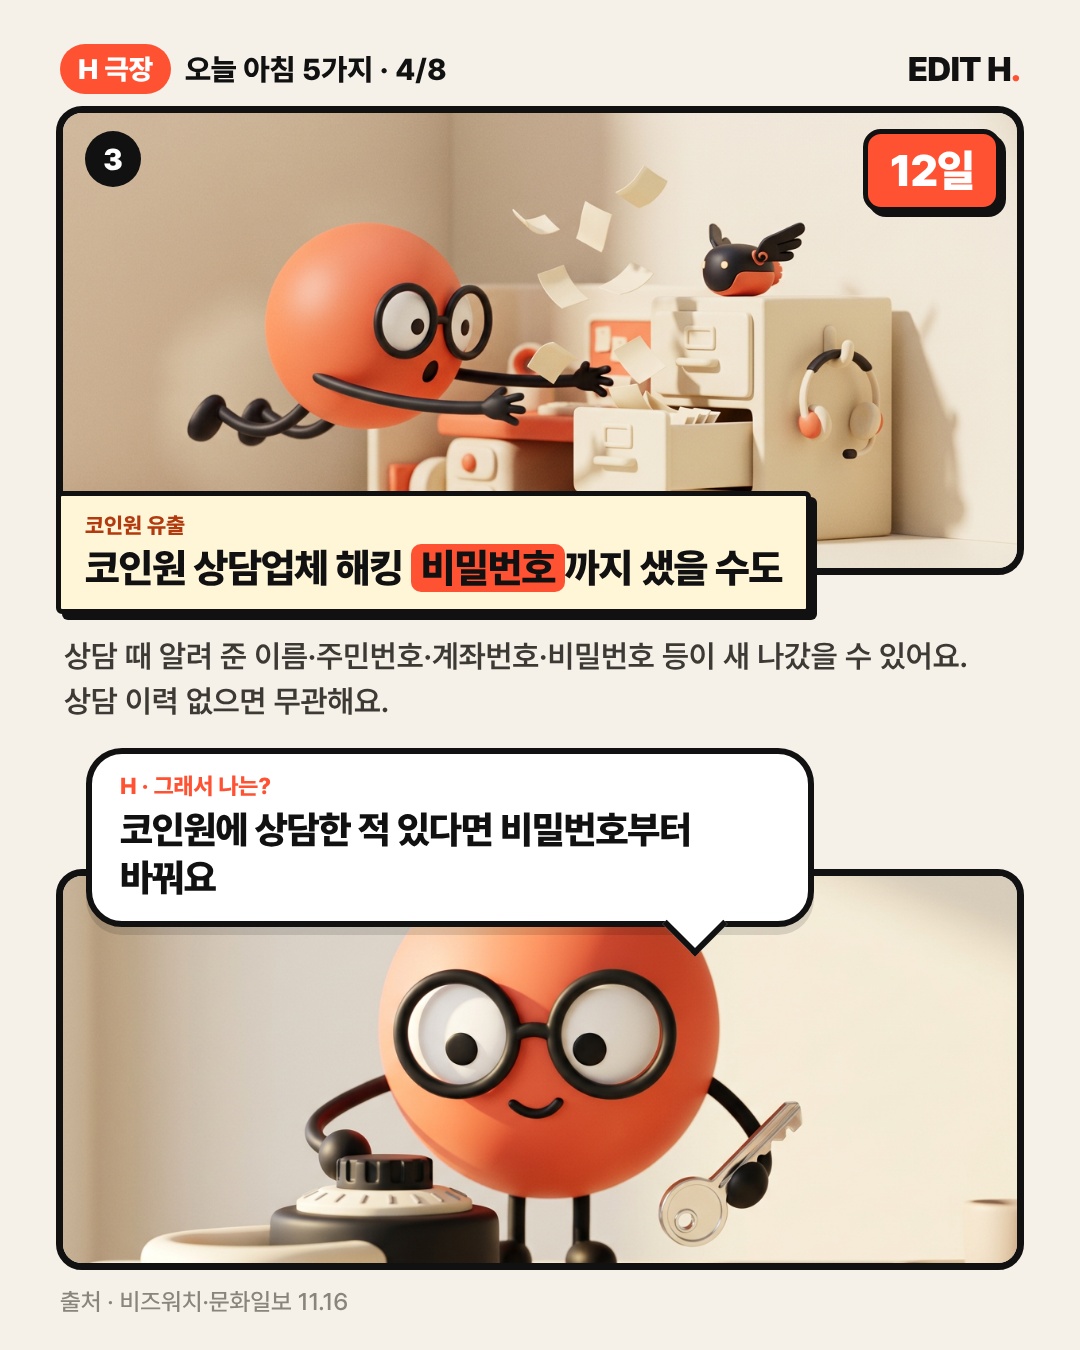 H 극장 오늘 아침 5가지 · 4/8
EDIT H.
3
12일
코인원 유출
코인원 상담업체 해킹 비밀번호까지 샜을 수도
상담 때 알려 준 이름·주민번호·계좌번호·비밀번호 등이 새 나갔을 수 있어요.
상담 이력 없으면 무관해요.
H · 그래서 나는?
코인원에 상담한 적 있다면 비밀번호부터
바꿔요
출처 · 비즈워치·문화일보 11.16